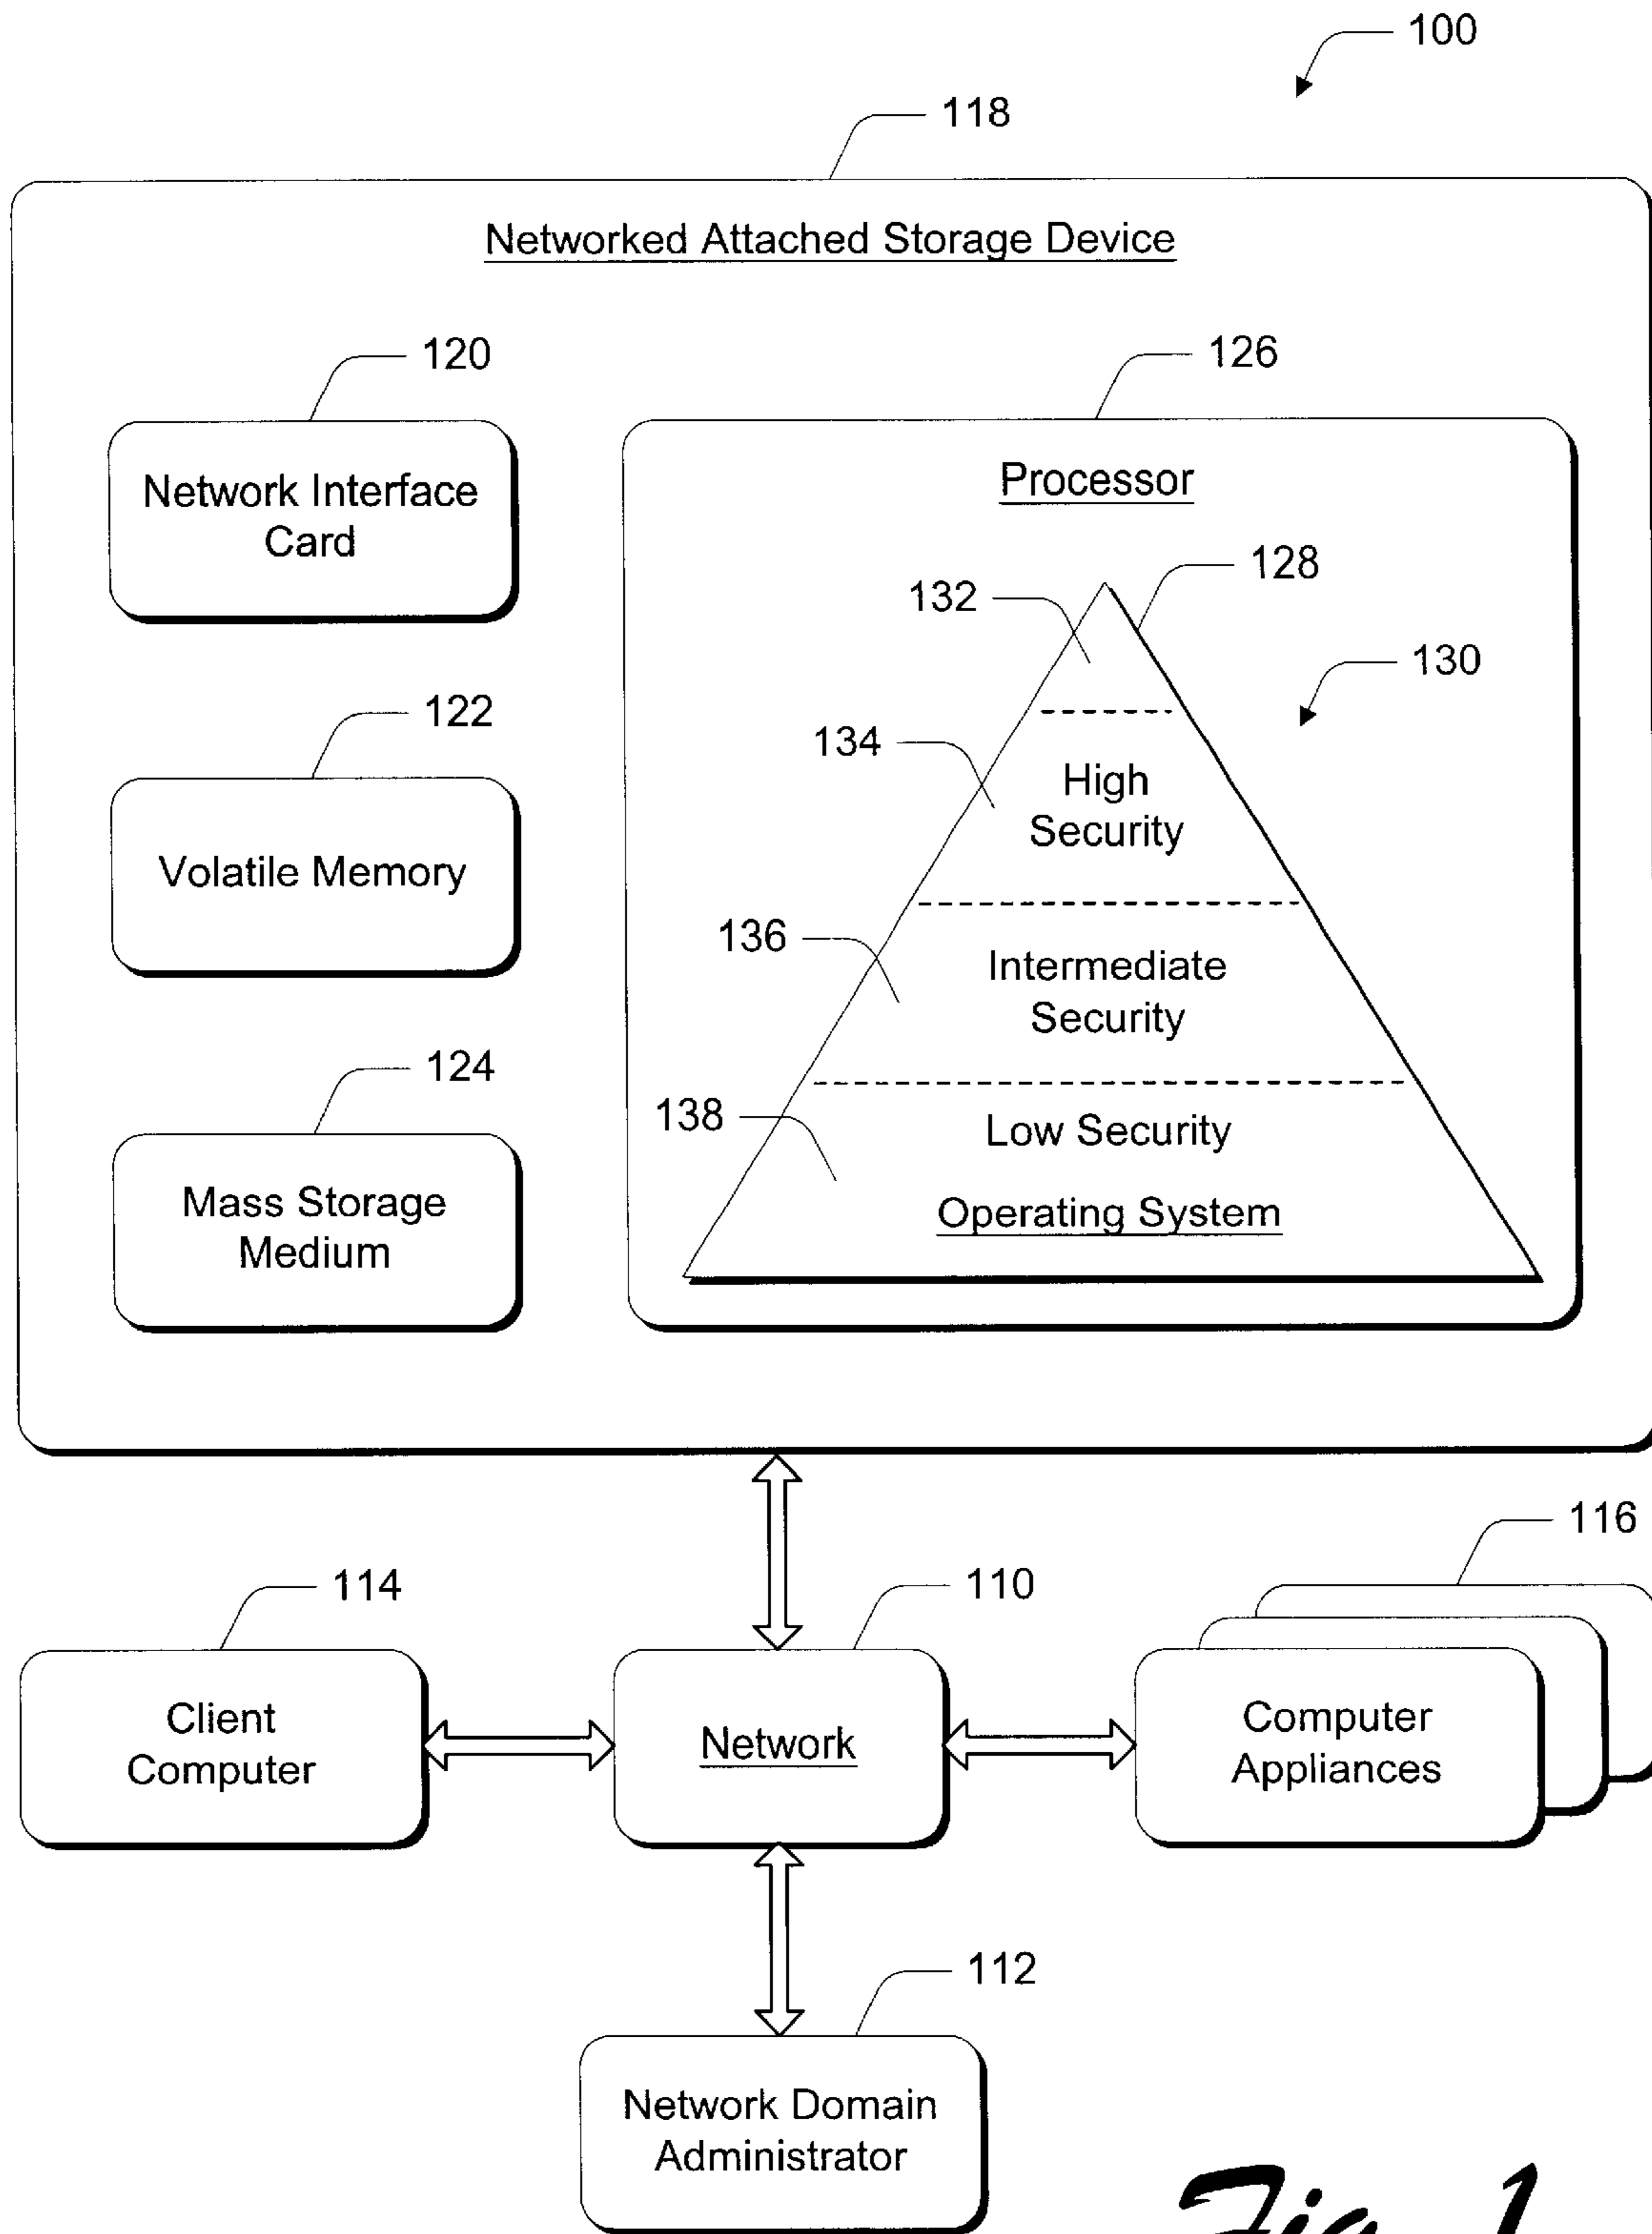 100
118
Networked Attached Storage Device
120
126
Network Interface
Card
Processor
128
132
130
122
134
High
Security
Volatile Memory
136
Intermediate
Security
124
138
Low Security
Mass Storage
Medium
Operating System
116
114
110
Client
Computer
Network
Computer
Appliances
112
Network Domain
Administrator
Fig. 1